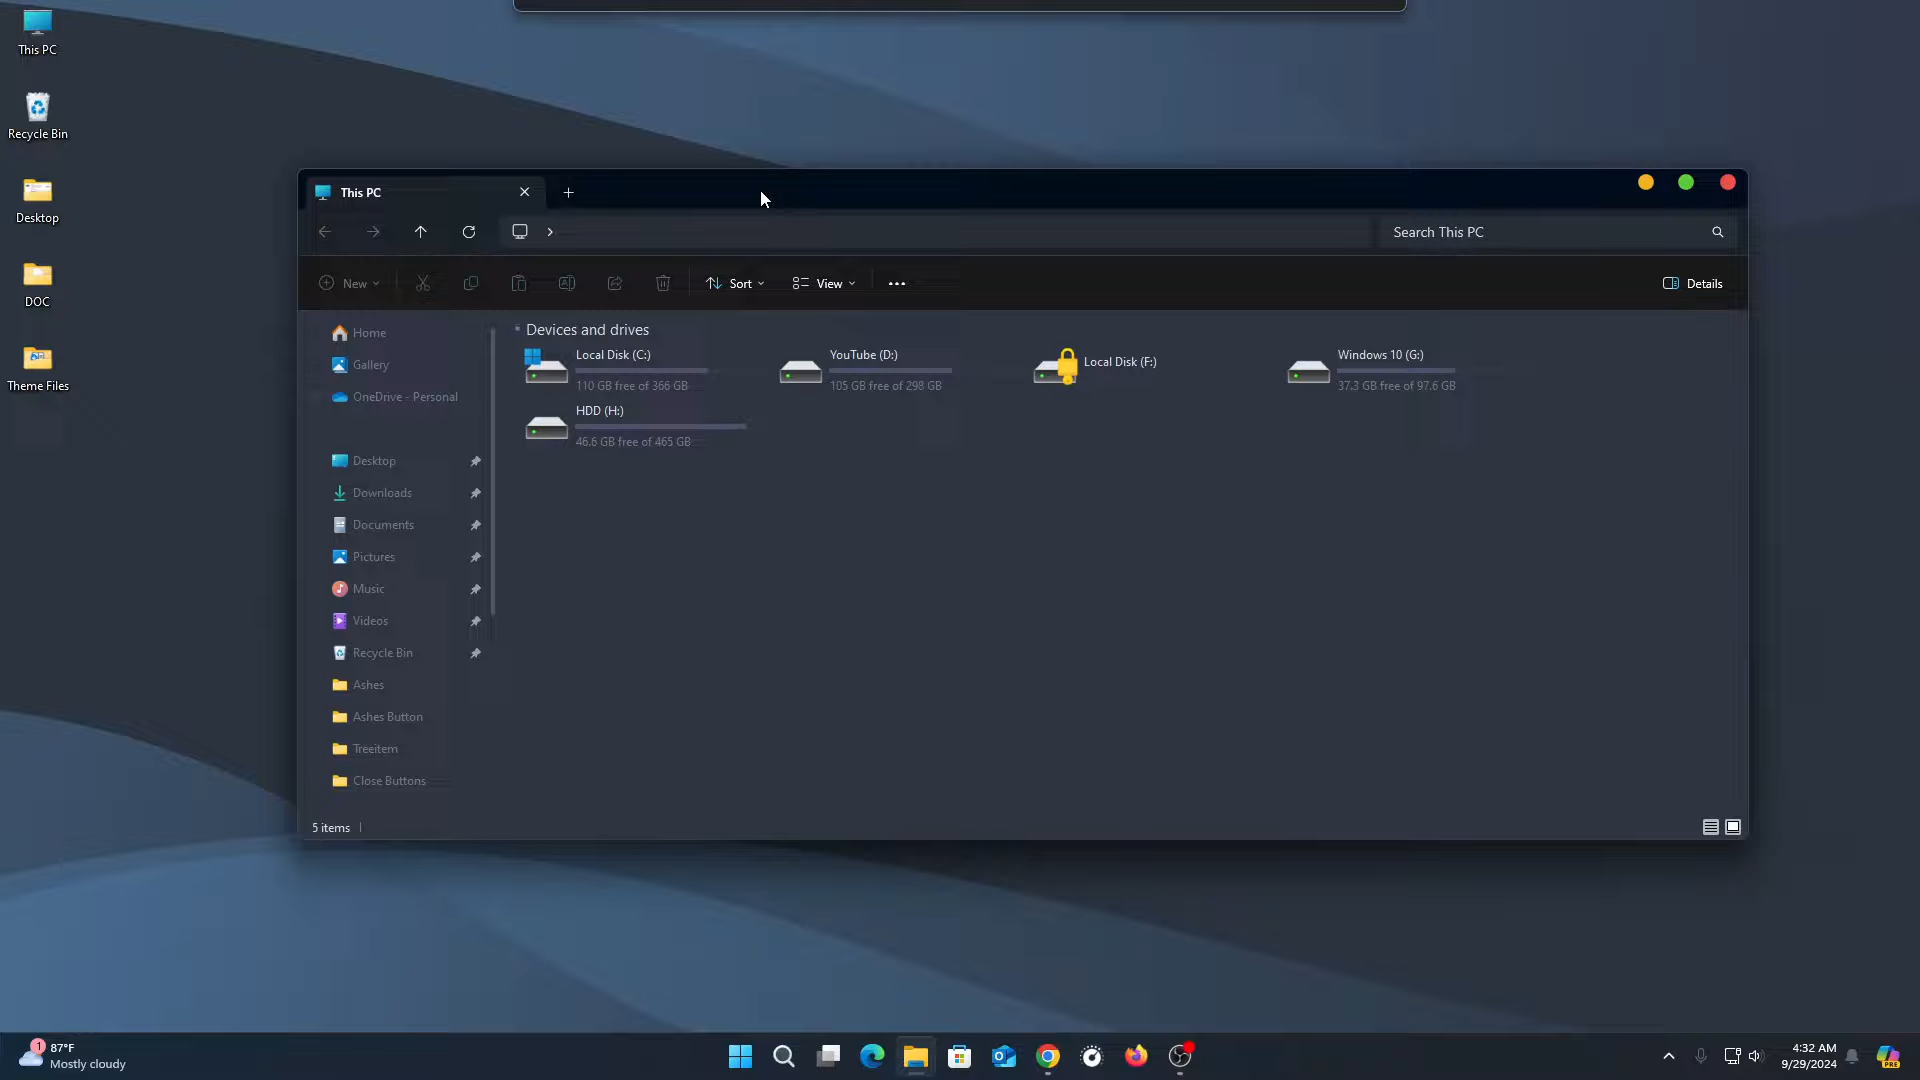 This PC
Recycle Bin
Desktop
DOC
Theme Files
This PC
Search This PC
New
Sort
View
Details
Home
Gallery
OneDrive - Personal
Desktop
Downloads
Documents
Pictures
Music
Videos
Recycle Bin
Ashes
Ashes Button
Treeitem
Close Buttons
Devices and drives
Local Disk (C:)
110 GB free of 366 GB
YouTube (D:)
105 GB free of 298 GB
Local Disk (F:)
Windows 10 (G:)
37.3 GB free of 97.6 GB
HDD (H:)
46.6 GB free of 465 GB
5 items
1
87°F
Mostly cloudy
4:32 AM
9/29/2024
PRE